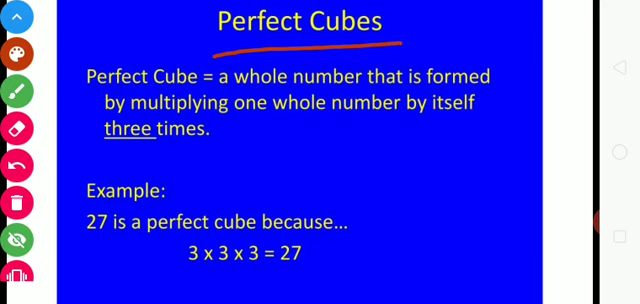 Perfect Cubes
Perfect Cube = a whole number that is formed
by multiplying one whole number by itself
three times.
Example:
27 is a perfect cube because...
3 x 3 x 3 = 27